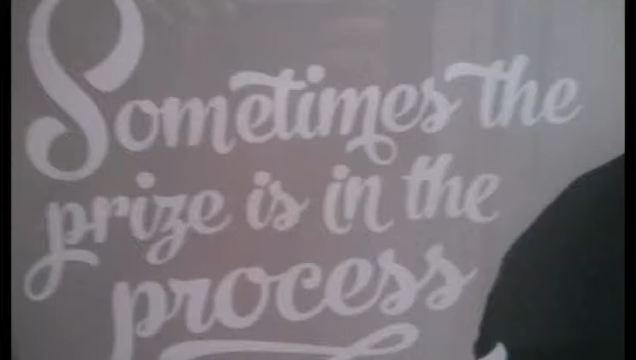 Sometimes the
prize is in the
process